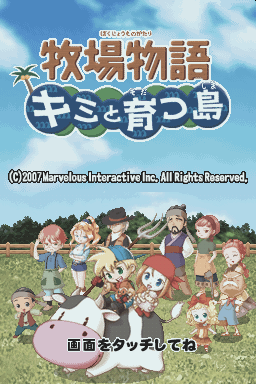 ぼくじょうものがたり
牧場物語
そだ しま
キミと育つ島
(C)2007 Marvelous Interactive Inc. All Rights Reserved.
画面をタッチしてね